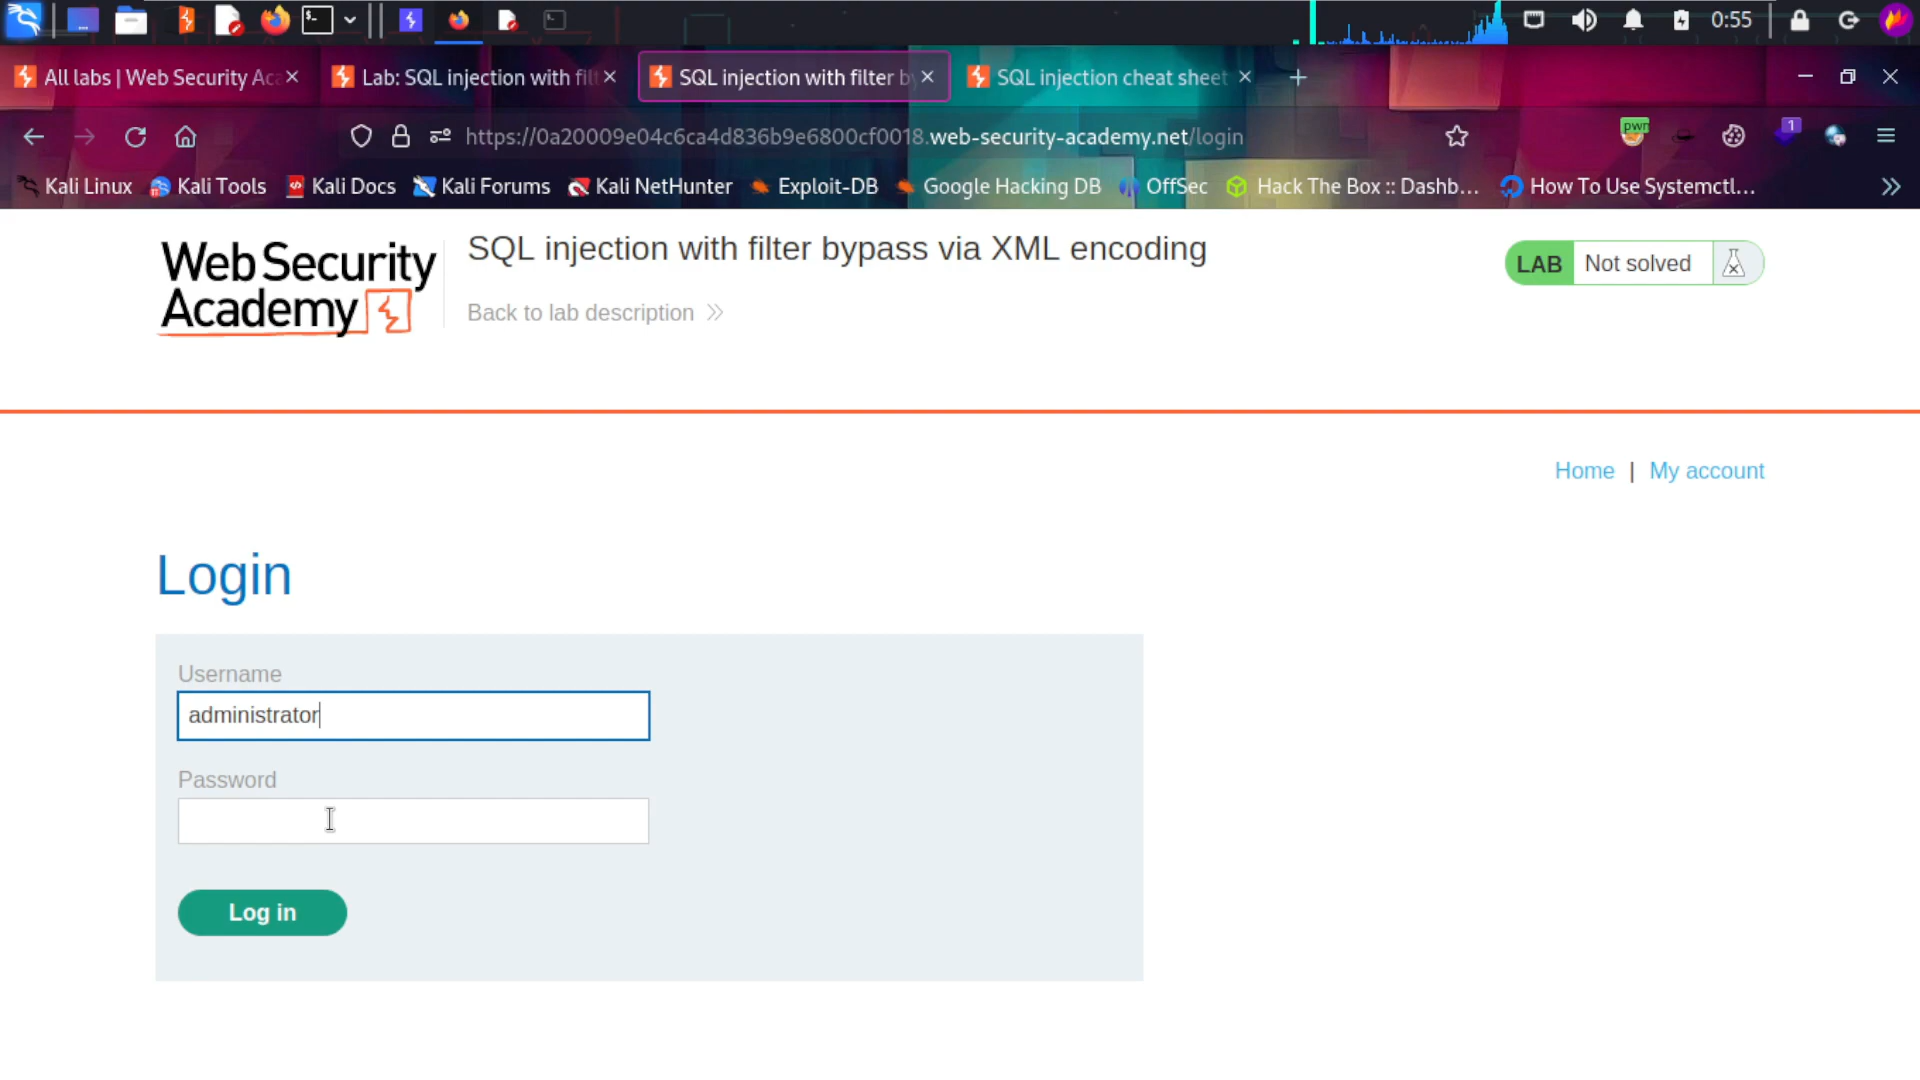 0:55
All labs | Web Security Aca
Lab: SQL injection with filt
SQL injection with filter by
SQL injection cheat sheet
https://0a20009e04c6ca4d836b9e6800cf0018.web-security-academy.net/login
pwn
1
Kali Linux
Kali Tools
Kali Docs
Kali Forums
Kali NetHunter
Exploit-DB
Google Hacking DB
OffSec
Hack The Box :: Dashb...
How To Use Systemctl...
Web Security
Academy
SQL injection with filter bypass via XML encoding
Back to lab description
LAB Not solved
Home | My account
Login
Username
administrator
Password
Log in